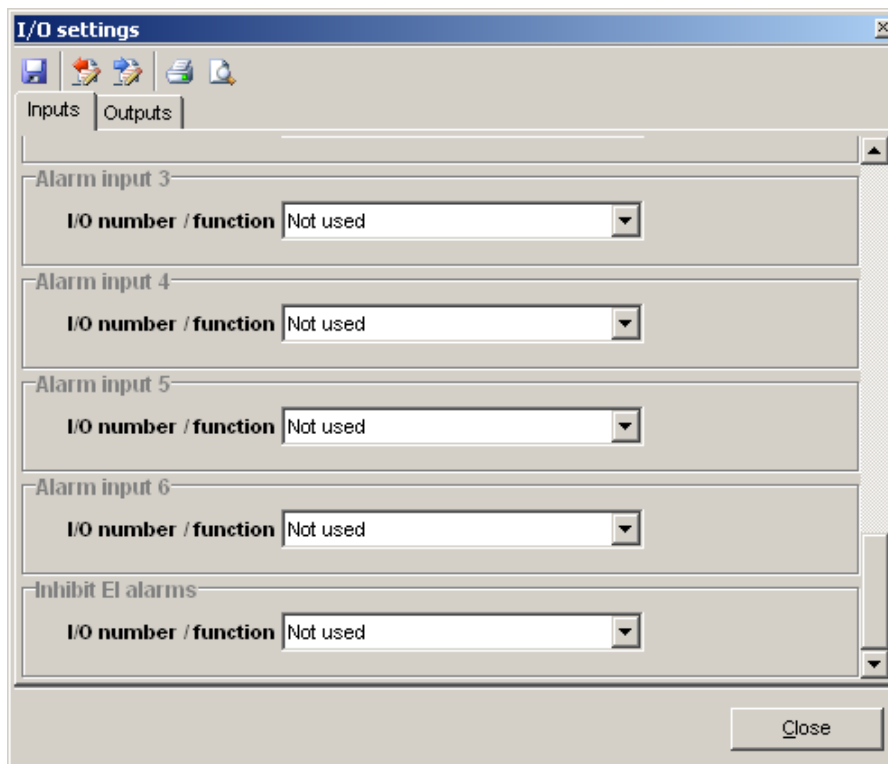 I/O settings
Inputs
Outputs
Alarm input 3
I/O number / function Not used
Alarm input 4
I/O number / function Not used
Alarm input 5
I/O number / function Not used
Alarm input 6
I/O number / function Not used
Inhibit EI alarms
I/O number / function Not used
Close